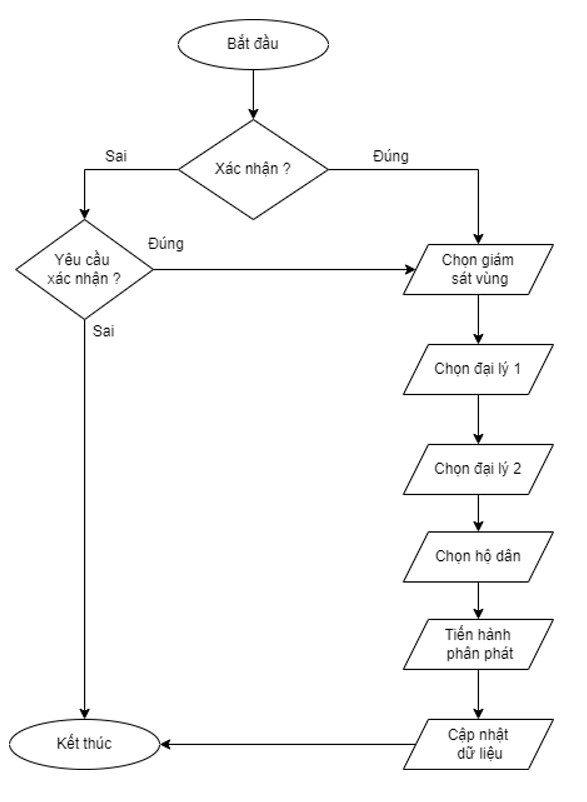 Bắt đầu
Sai
Xác nhận ?
Đúng
Yêu cầu
xác nhận ?
Đúng
Chọn giám
sát vùng
Sai
Chọn đại lý 1
Chọn đại lý 2
Chọn hộ dân
Tiến hành
phân phát
Kết thúc
Cập nhật
dữ liệu